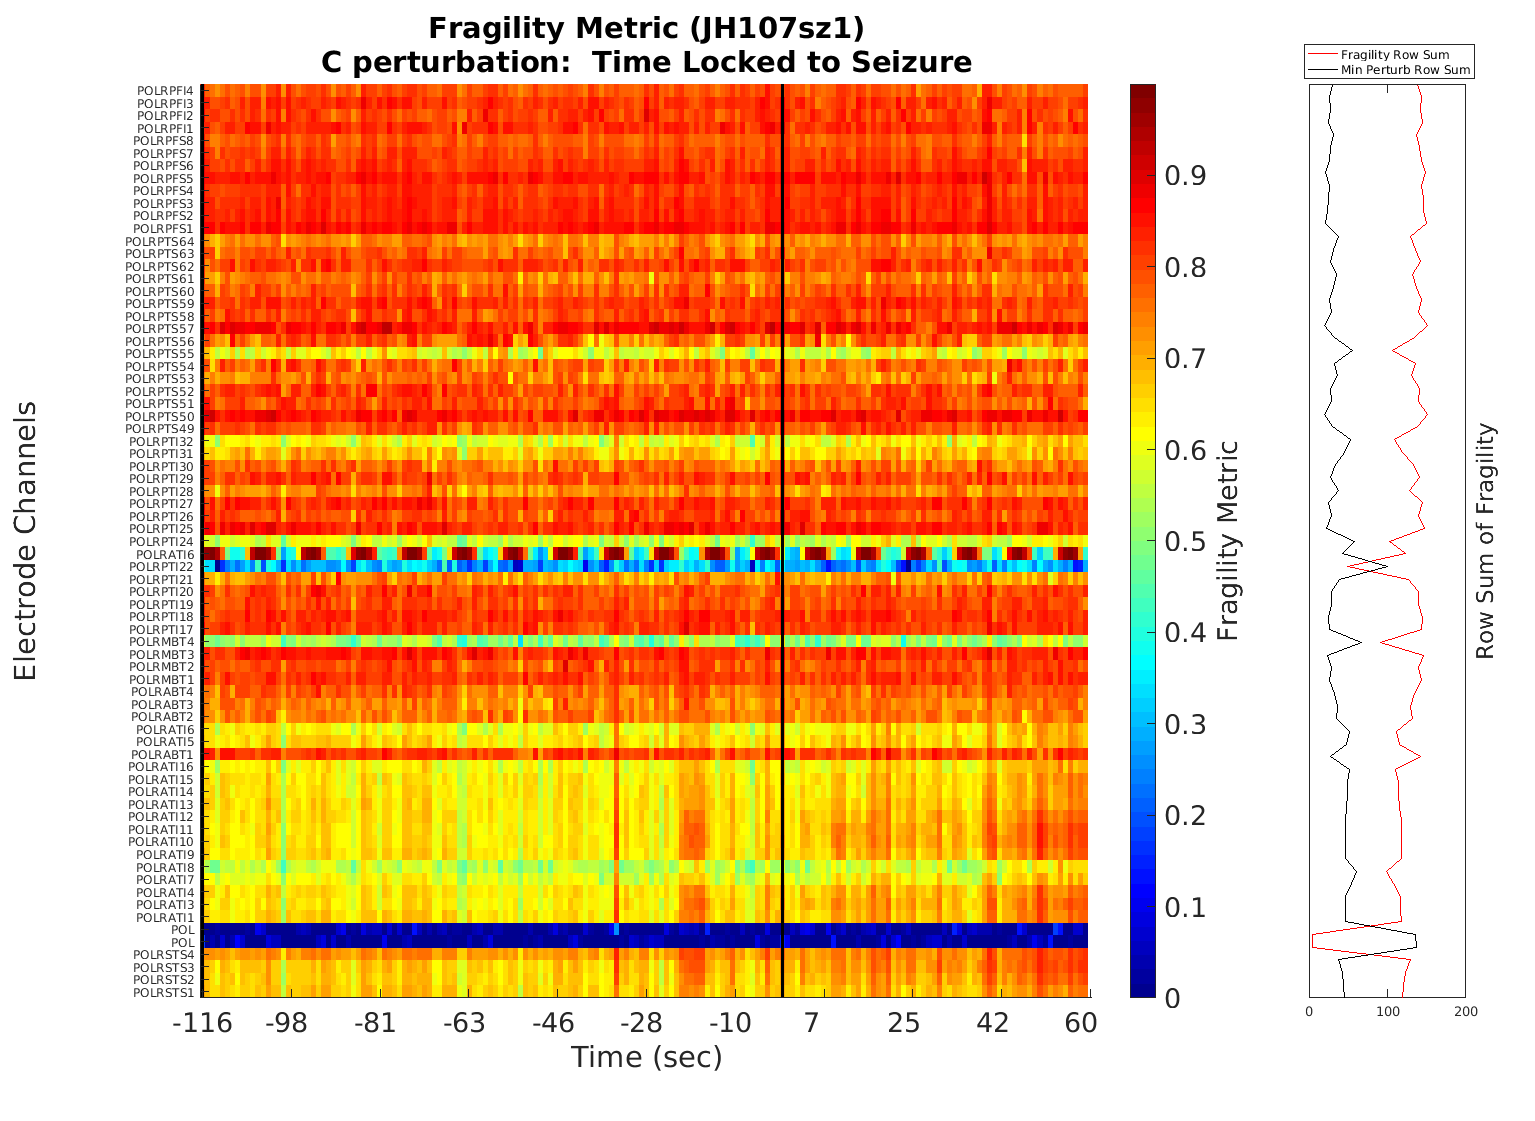 Fragility Metric (JH107sz1)
C perturbation:  Time Locked to Seizure
Electrode Channels
POLRPFI4
POLRPFI3
POLRPFI2
POLRPFI1
POLRPFS8
POLRPFS7
POLRPFS6
POLRPFS5
POLRPFS4
POLRPFS3
POLRPFS2
POLRPFS1
POLRPTS64
POLRPTS63
POLRPTS62
POLRPTS61
POLRPTS60
POLRPTS59
POLRPTS58
POLRPTS57
POLRPTS56
POLRPTS55
POLRPTS54
POLRPTS53
POLRPTS52
POLRPTS51
POLRPTS50
POLRPTS49
POLRPTI32
POLRPTI31
POLRPTI30
POLRPTI29
POLRPTI28
POLRPTI27
POLRPTI26
POLRPTI25
POLRPTI24
POLRATI6
POLRPTI22
POLRPTI21
POLRPTI20
POLRPTI19
POLRPTI18
POLRPTI17
POLRMBT4
POLRMBT3
POLRMBT2
POLRMBT1
POLRABT4
POLRABT3
POLRABT2
POLRATI6
POLRATI5
POLRABT1
POLRATI16
POLRATI15
POLRATI14
POLRATI13
POLRATI12
POLRATI11
POLRATI10
POLRATI9
POLRATI8
POLRATI7
POLRATI4
POLRATI3
POLRATI1
POL
POL
POLRSTS4
POLRSTS3
POLRSTS2
POLRSTS1
-116 -98 -81 -63 -46 -28 -10 7 25 42 60
Time (sec)
0.9
0.8
0.7
0.6
0.5
0.4
0.3
0.2
0.1
0
Fragility Metric
Fragility Row Sum
Min Perturb Row Sum
0 100 200
Row Sum of Fragility